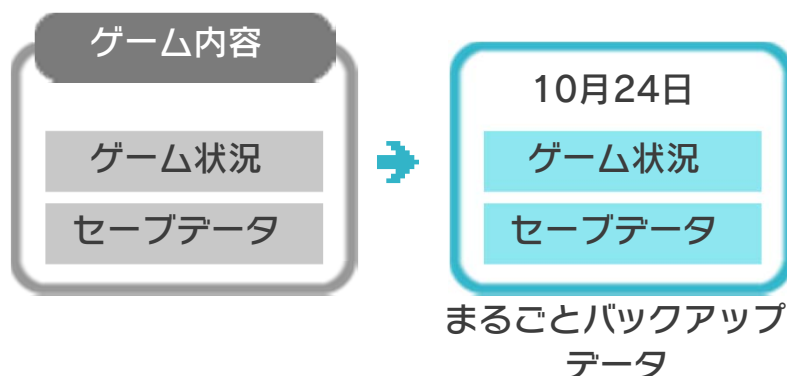 ゲーム内容
ゲーム状況
セーブデータ
10月24日
ゲーム状況
セーブデータ
まるごとバックアップ
データ